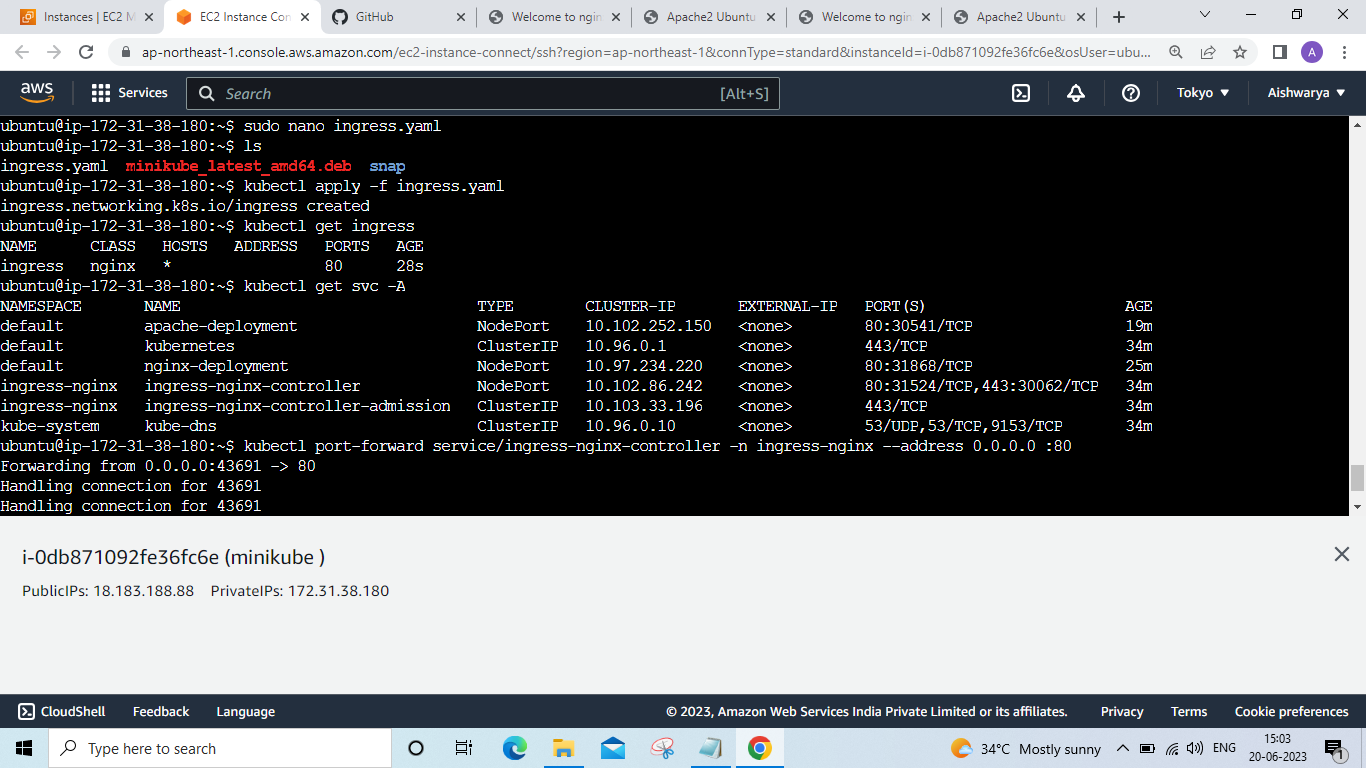 Instances | EC2 M
EC2 Instance Con
GitHub
Welcome to ngin
Apache2 Ubuntu
Welcome to ngin
Apache2 Ubuntu
ap-northeast-1.console.aws.amazon.com/ec2-instance-connect/ssh?region=ap-northeast-1&connType=standard&instanceId=i-0db871092fe36fc6e&osUser=ubu...
A
aws
Services
Search
[Alt+S]
Tokyo
Aishwarya
ubuntu@ip-172-31-38-180:~$ sudo nano ingress.yaml
ubuntu@ip-172-31-38-180:~$ ls
ingress.yaml minikube_latest_amd64.deb snap
ubuntu@ip-172-31-38-180:~$ kubectl apply -f ingress.yaml
ingress.networking.k8s.io/ingress created
ubuntu@ip-172-31-38-180:~$ kubectl get ingress
NAME CLASS HOSTS ADDRESS PORTS AGE
ingress nginx * 80 28s
ubuntu@ip-172-31-38-180:~$ kubectl get svc -A
NAMESPACE NAME TYPE CLUSTER-IP EXTERNAL-IP PORT(S) AGE
default apache-deployment NodePort 10.102.252.150 <none> 80:30541/TCP 19m
default kubernetes ClusterIP 10.96.0.1 <none> 443/TCP 34m
default nginx-deployment NodePort 10.97.234.220 <none> 80:31868/TCP 25m
ingress-nginx ingress-nginx-controller NodePort 10.102.86.242 <none> 80:31524/TCP,443:30062/TCP 34m
ingress-nginx ingress-nginx-controller-admission ClusterIP 10.103.33.196 <none> 443/TCP 34m
kube-system kube-dns ClusterIP 10.96.0.10 <none> 53/UDP,53/TCP,9153/TCP 34m
ubuntu@ip-172-31-38-180:~$ kubectl port-forward service/ingress-nginx-controller -n ingress-nginx --address 0.0.0.0 :80
Forwarding from 0.0.0.0:43691 -> 80
Handling connection for 43691
Handling connection for 43691
i-0db871092fe36fc6e (minikube )
PublicIPs: 18.183.188.88 PrivateIPs: 172.31.38.180
CloudShell
Feedback
Language
© 2023, Amazon Web Services India Private Limited or its affiliates.
Privacy
Terms
Cookie preferences
Type here to search
34°C Mostly sunny
ENG
15:03
20-06-2023
1